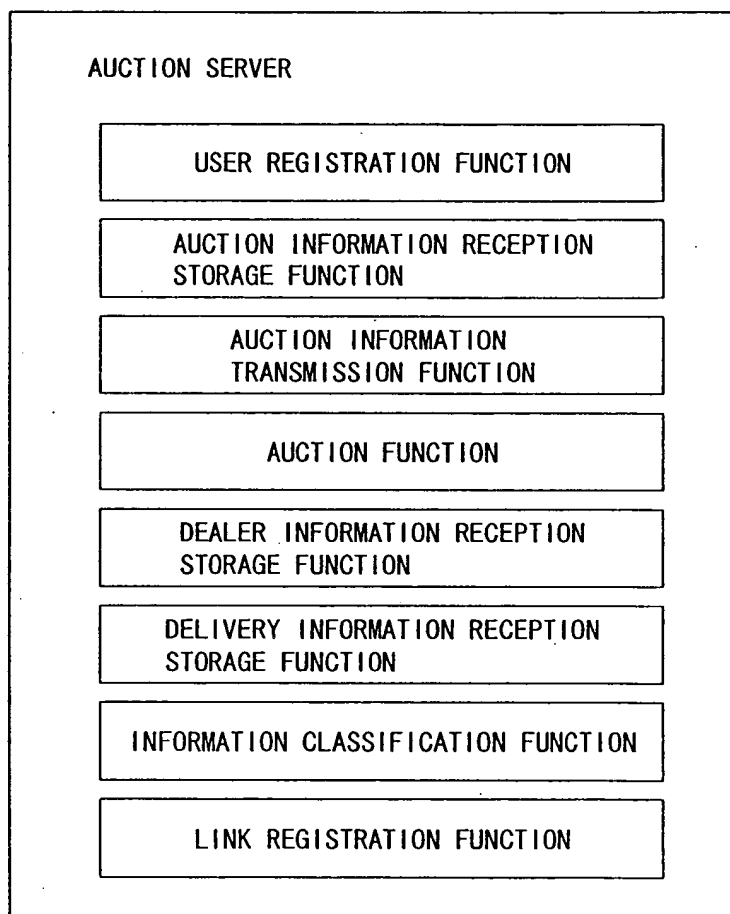 AUCTION SERVER
USER REGISTRATION FUNCTION
AUCTION INFORMATION RECEPTION
STORAGE FUNCTION
AUCTION INFORMATION
TRANSMISSION FUNCTION
AUCTION FUNCTION
DEALER INFORMATION RECEPTION
STORAGE FUNCTION
DELIVERY INFORMATION RECEPTION
STORAGE FUNCTION
INFORMATION CLASSIFICATION FUNCTION
LINK REGISTRATION FUNCTION